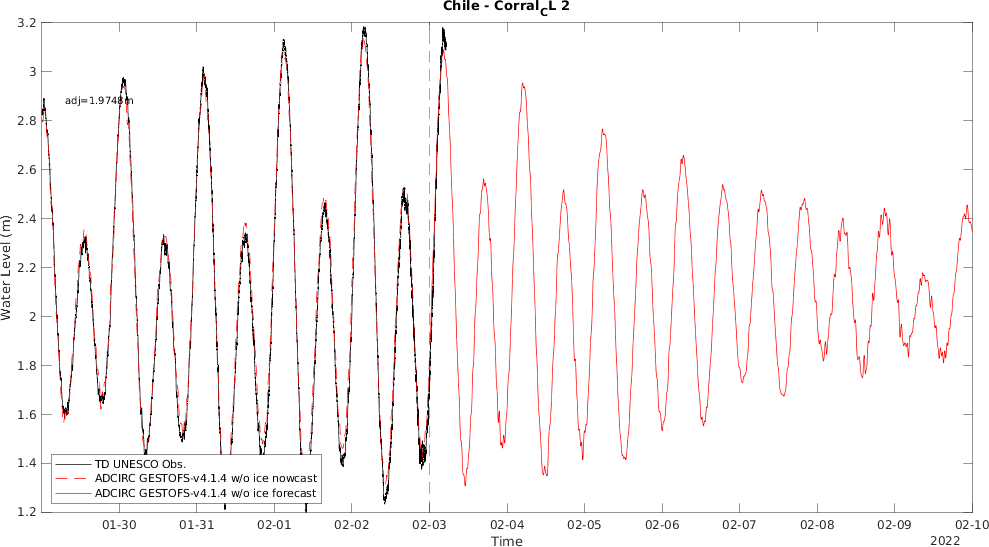 Chile - Corral_CL 2
adj=1.9748m
Water Level (m)
3.2
3
2.8
2.6
2.4
2.2
2
1.8
1.6
1.4
1.2
TD UNESCO Obs.
ADCIRC GESTOFS-v4.1.4 w/o ice nowcast
ADCIRC GESTOFS-v4.1.4 w/o ice forecast
01-30 01-31 02-01 02-02 02-03 02-04 02-05 02-06 02-07 02-08 02-09 02-10
Time
2022